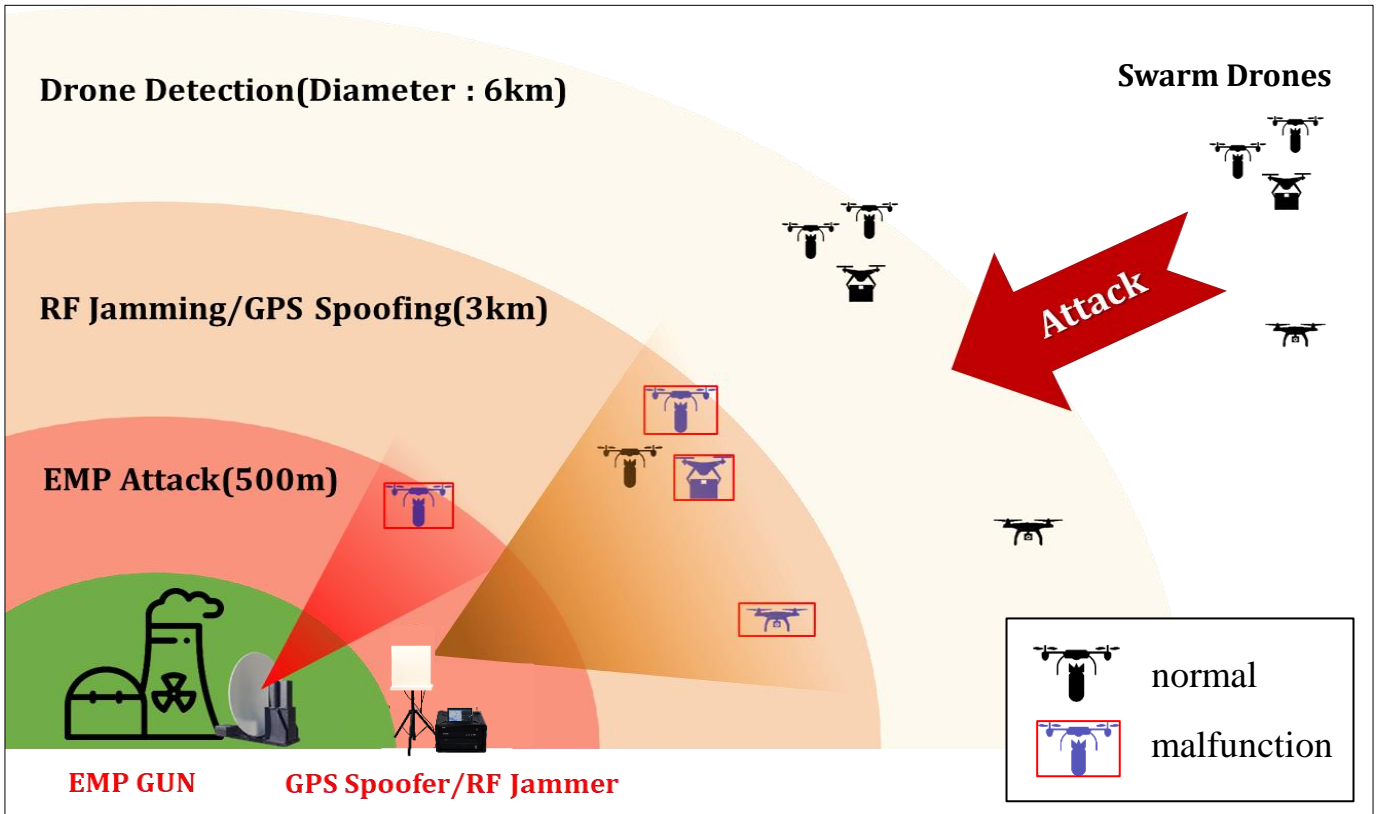 Drone Detection(Diameter : 6km)
Swarm Drones
RF Jamming/GPS Spoofing(3km)
Attack
EMP Attack(500m)
normal
malfunction
EMP GUN
GPS Spoofer/RF Jammer